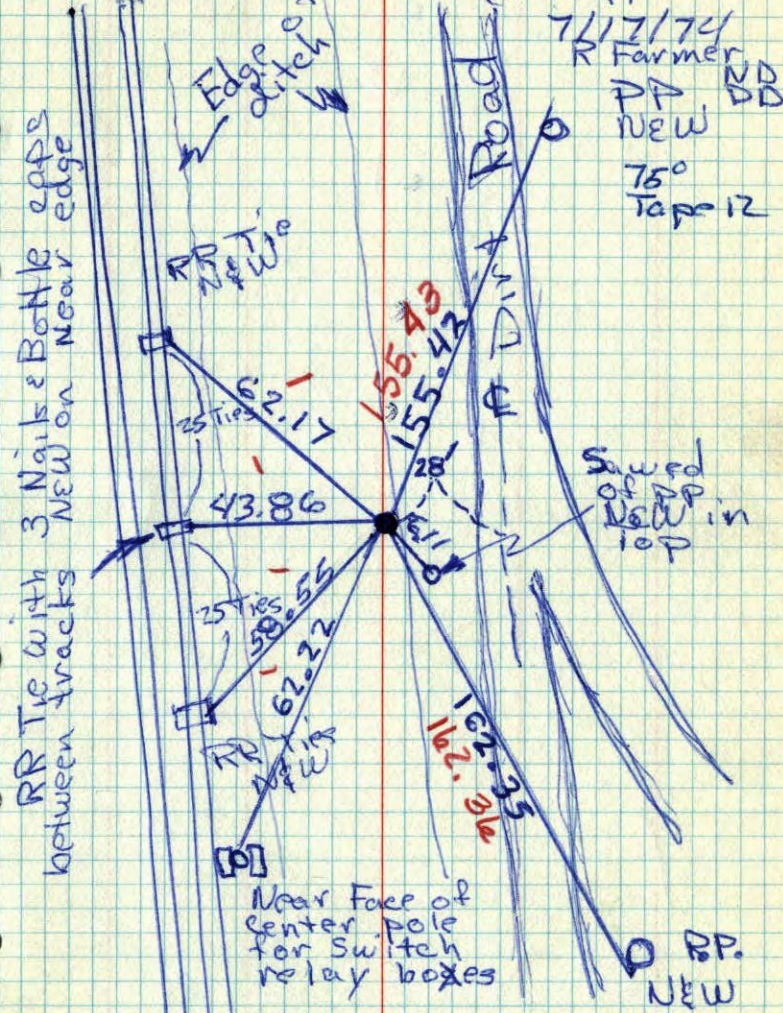 7/17/74
R Farmer
PP ND
NEW DD
75°
Tape 12
Edge of
ditch
Road
RR Tie
N&W
RR Tie with 3 Nails & Bottle caps
between tracks NEW on Near edge
155.43
155.42
62.17
25 Ties
¢ Dirt
28'
Sawed
of PP
NEW in
Top
43.86
25 Ties
58.55
62.22
RR Tie
N&W
162.35
162.36
Near Face of
center pole
for Switch
relay boxes
P.P.
N&W